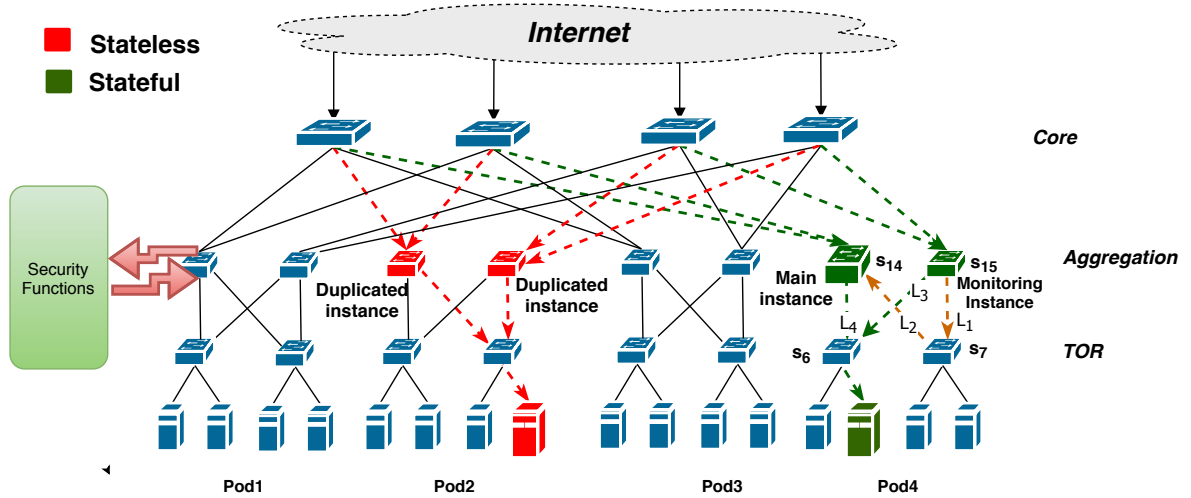 Internet
Stateless
Stateful
Core
Security
Functions
Aggregation
Duplicated
instance
Duplicated
instance
Main
instance
s14
s15
Monitoring
Instance
L3
L4
L2
L1
s6
s7
TOR
Pod1
Pod2
Pod3
Pod4